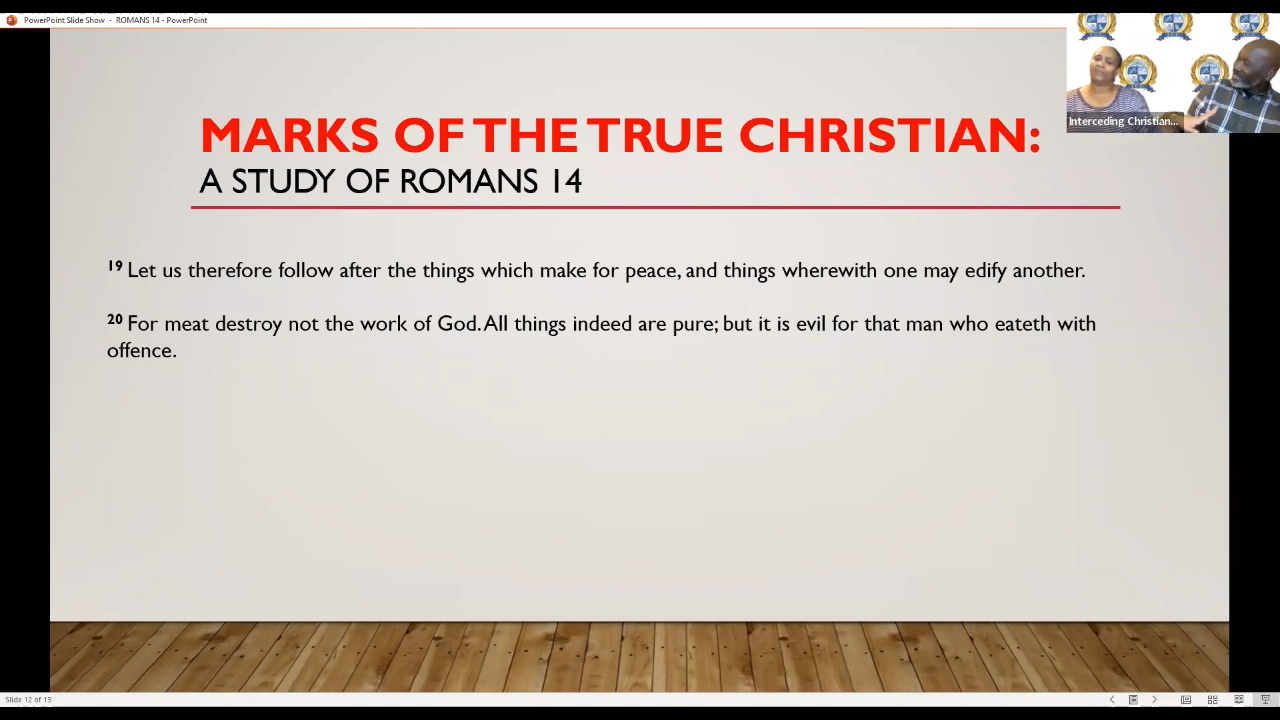 PowerPoint Slide Show - ROMANS 14 - PowerPoint
Interceding Christian...
MARKS OF THE TRUE CHRISTIAN:
A STUDY OF ROMANS 14
19 Let us therefore follow after the things which make for peace, and things wherewith one may edify another.
20 For meat destroy not the work of God. All things indeed are pure; but it is evil for that man who eateth with
offence.
Slide 12 of 13